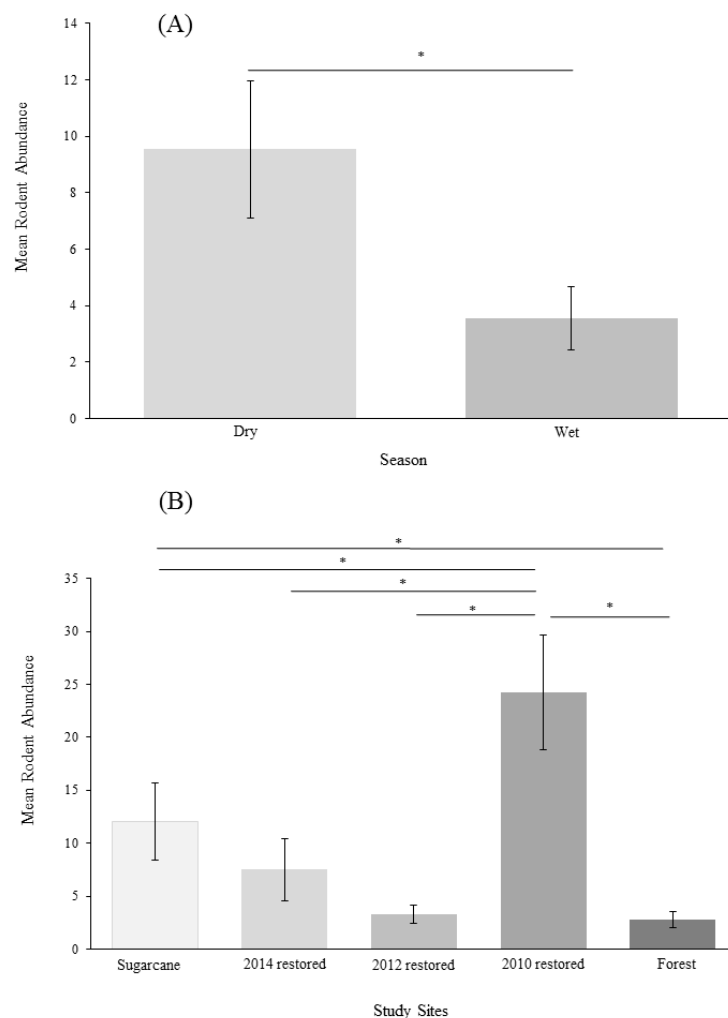 (A)
*
14
12
10
8
6
4
2
0
Mean Rodent Abundance
Dry Wet
Season
(B)
*
*
*
* *
35
30
25
20
15
10
5
0
Mean Rodent Abundance
Sugarcane 2014 restored 2012 restored 2010 restored Forest
Study Sites